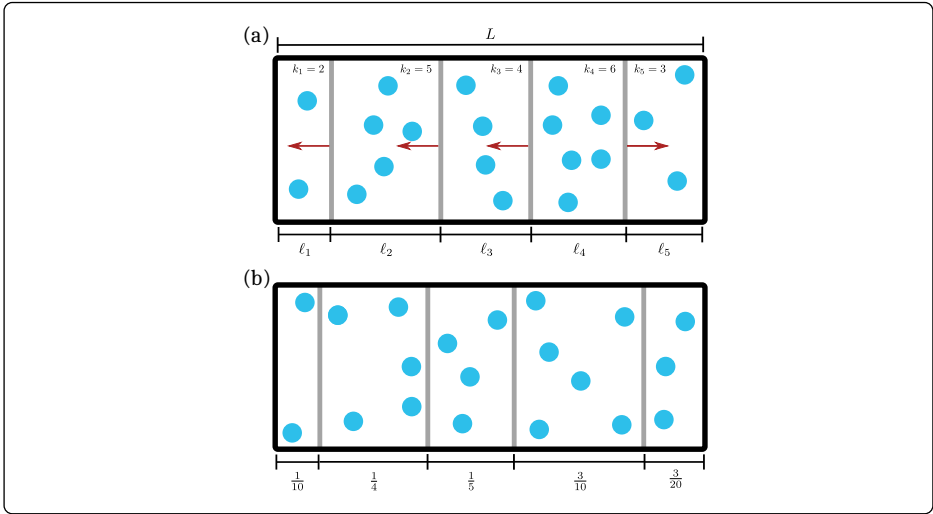 (a)
L
k₁ = 2 k₂ = 5 k₃ = 4 k₄ = 6 k₅ = 3
ℓ₁ ℓ₂ ℓ₃ ℓ₄ ℓ₅
(b)
1/10 1/4 1/5 3/10 3/20